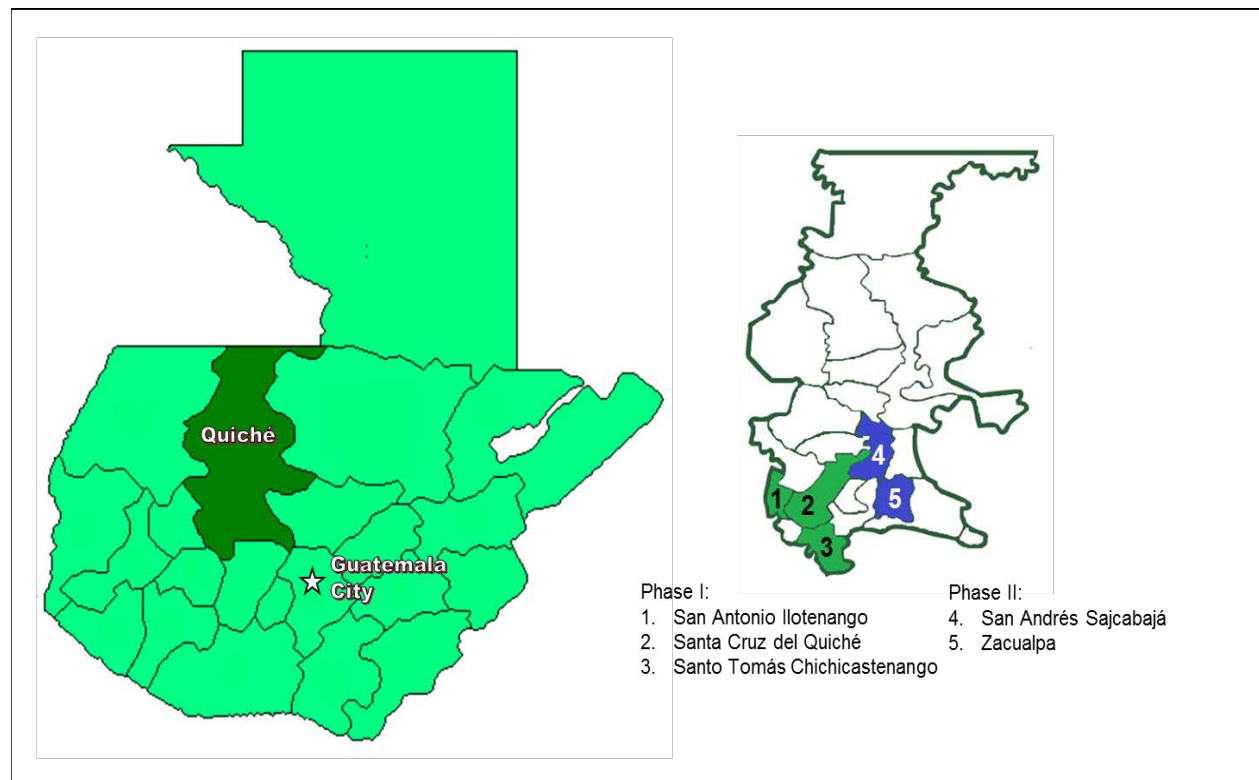 Quiché
Guatemala
City
1
2
3
4
5
Phase I:
1. San Antonio Ilotenango
2. Santa Cruz del Quiché
3. Santo Tomás Chichicastenango
Phase II:
4. San Andrés Sajcabajá
5. Zacualpa